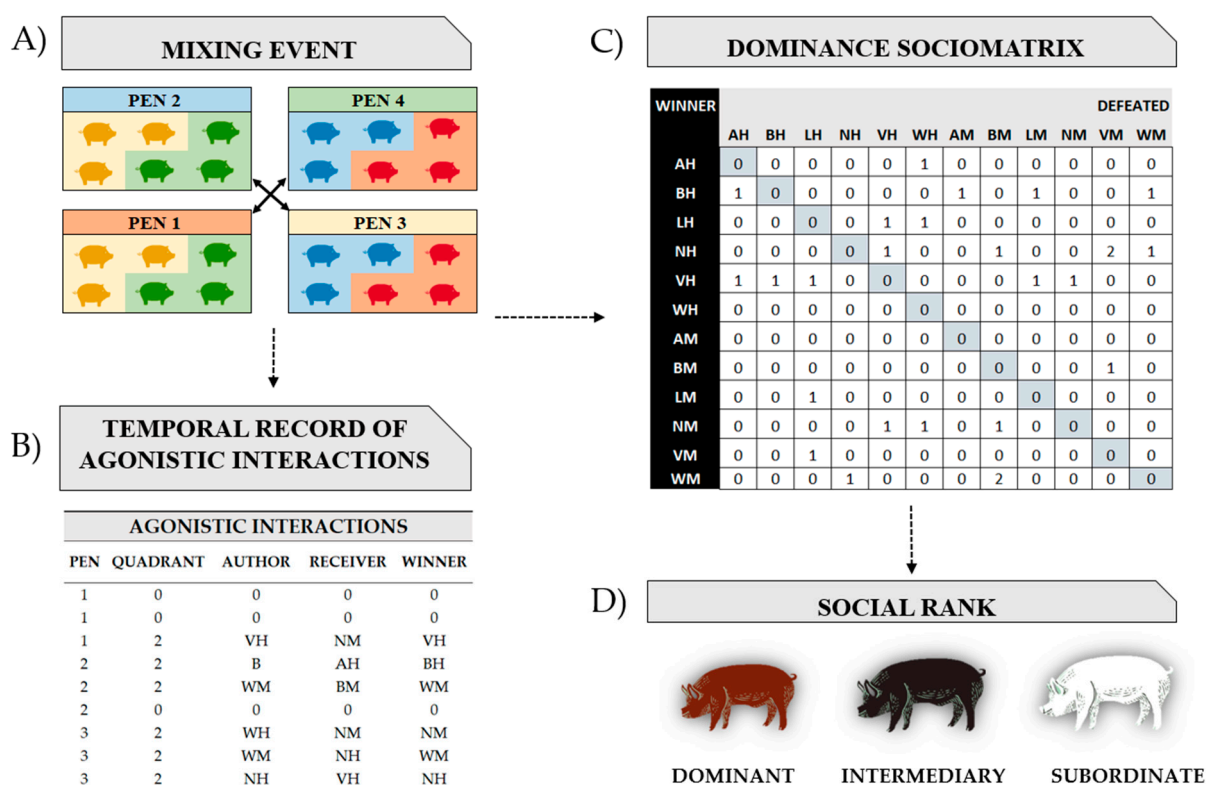 A)
MIXING EVENT
PEN 2
PEN 4
PEN 1
PEN 3
B)
TEMPORAL RECORD OF
AGONISTIC INTERACTIONS
AGONISTIC INTERACTIONS
PEN QUADRANT AUTHOR RECEIVER WINNER
1 0 0 0 0
1 0 0 0 0
1 2 VH NM VH
2 2 B AH BH
2 2 WM BM WM
2 0 0 0 0
3 2 WH NM NM
3 2 WM NH WM
3 2 NH VH NH
C)
DOMINANCE SOCIOMATRIX
WINNER DEFEATED
AH BH LH NH VH WH AM BM LM NM VM WM
AH 0 0 0 0 0 1 0 0 0 0 0 0
BH 1 0 0 0 0 0 1 0 1 0 0 1
LH 0 0 0 0 1 1 0 0 0 0 0 0
NH 0 0 0 0 1 0 0 1 0 0 2 1
VH 1 1 1 0 0 0 0 0 1 1 0 0
WH 0 0 0 0 0 0 0 0 0 0 0 0
AM 0 0 0 0 0 0 0 0 0 0 0 0
BM 0 0 0 0 0 0 0 0 0 0 1 0
LM 0 0 1 0 0 0 0 0 0 0 0 0
NM 0 0 0 0 1 1 0 1 0 0 0 0
VM 0 0 1 0 0 0 0 0 0 0 0 0
WM 0 0 0 1 0 0 0 2 0 0 0 0
D)
SOCIAL RANK
DOMINANT INTERMEDIARY SUBORDINATE